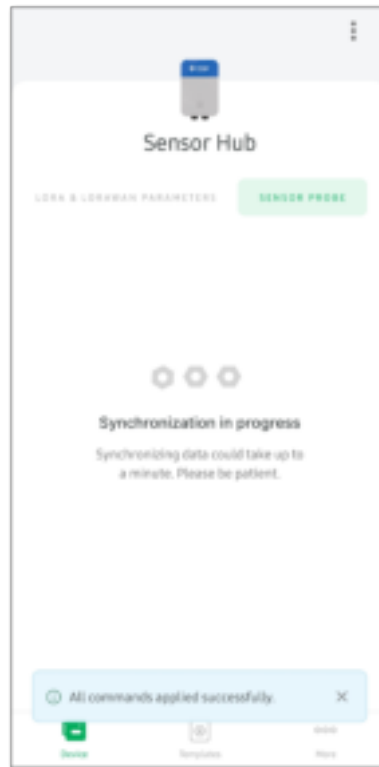 Sensor Hub
LORA & LORAWAN PARAMETERS
SENSOR PROBE
Synchronization in progress
Synchronizing data could take up to
a minute. Please be patient.
All commands applied successfully.
Device
Templates
More